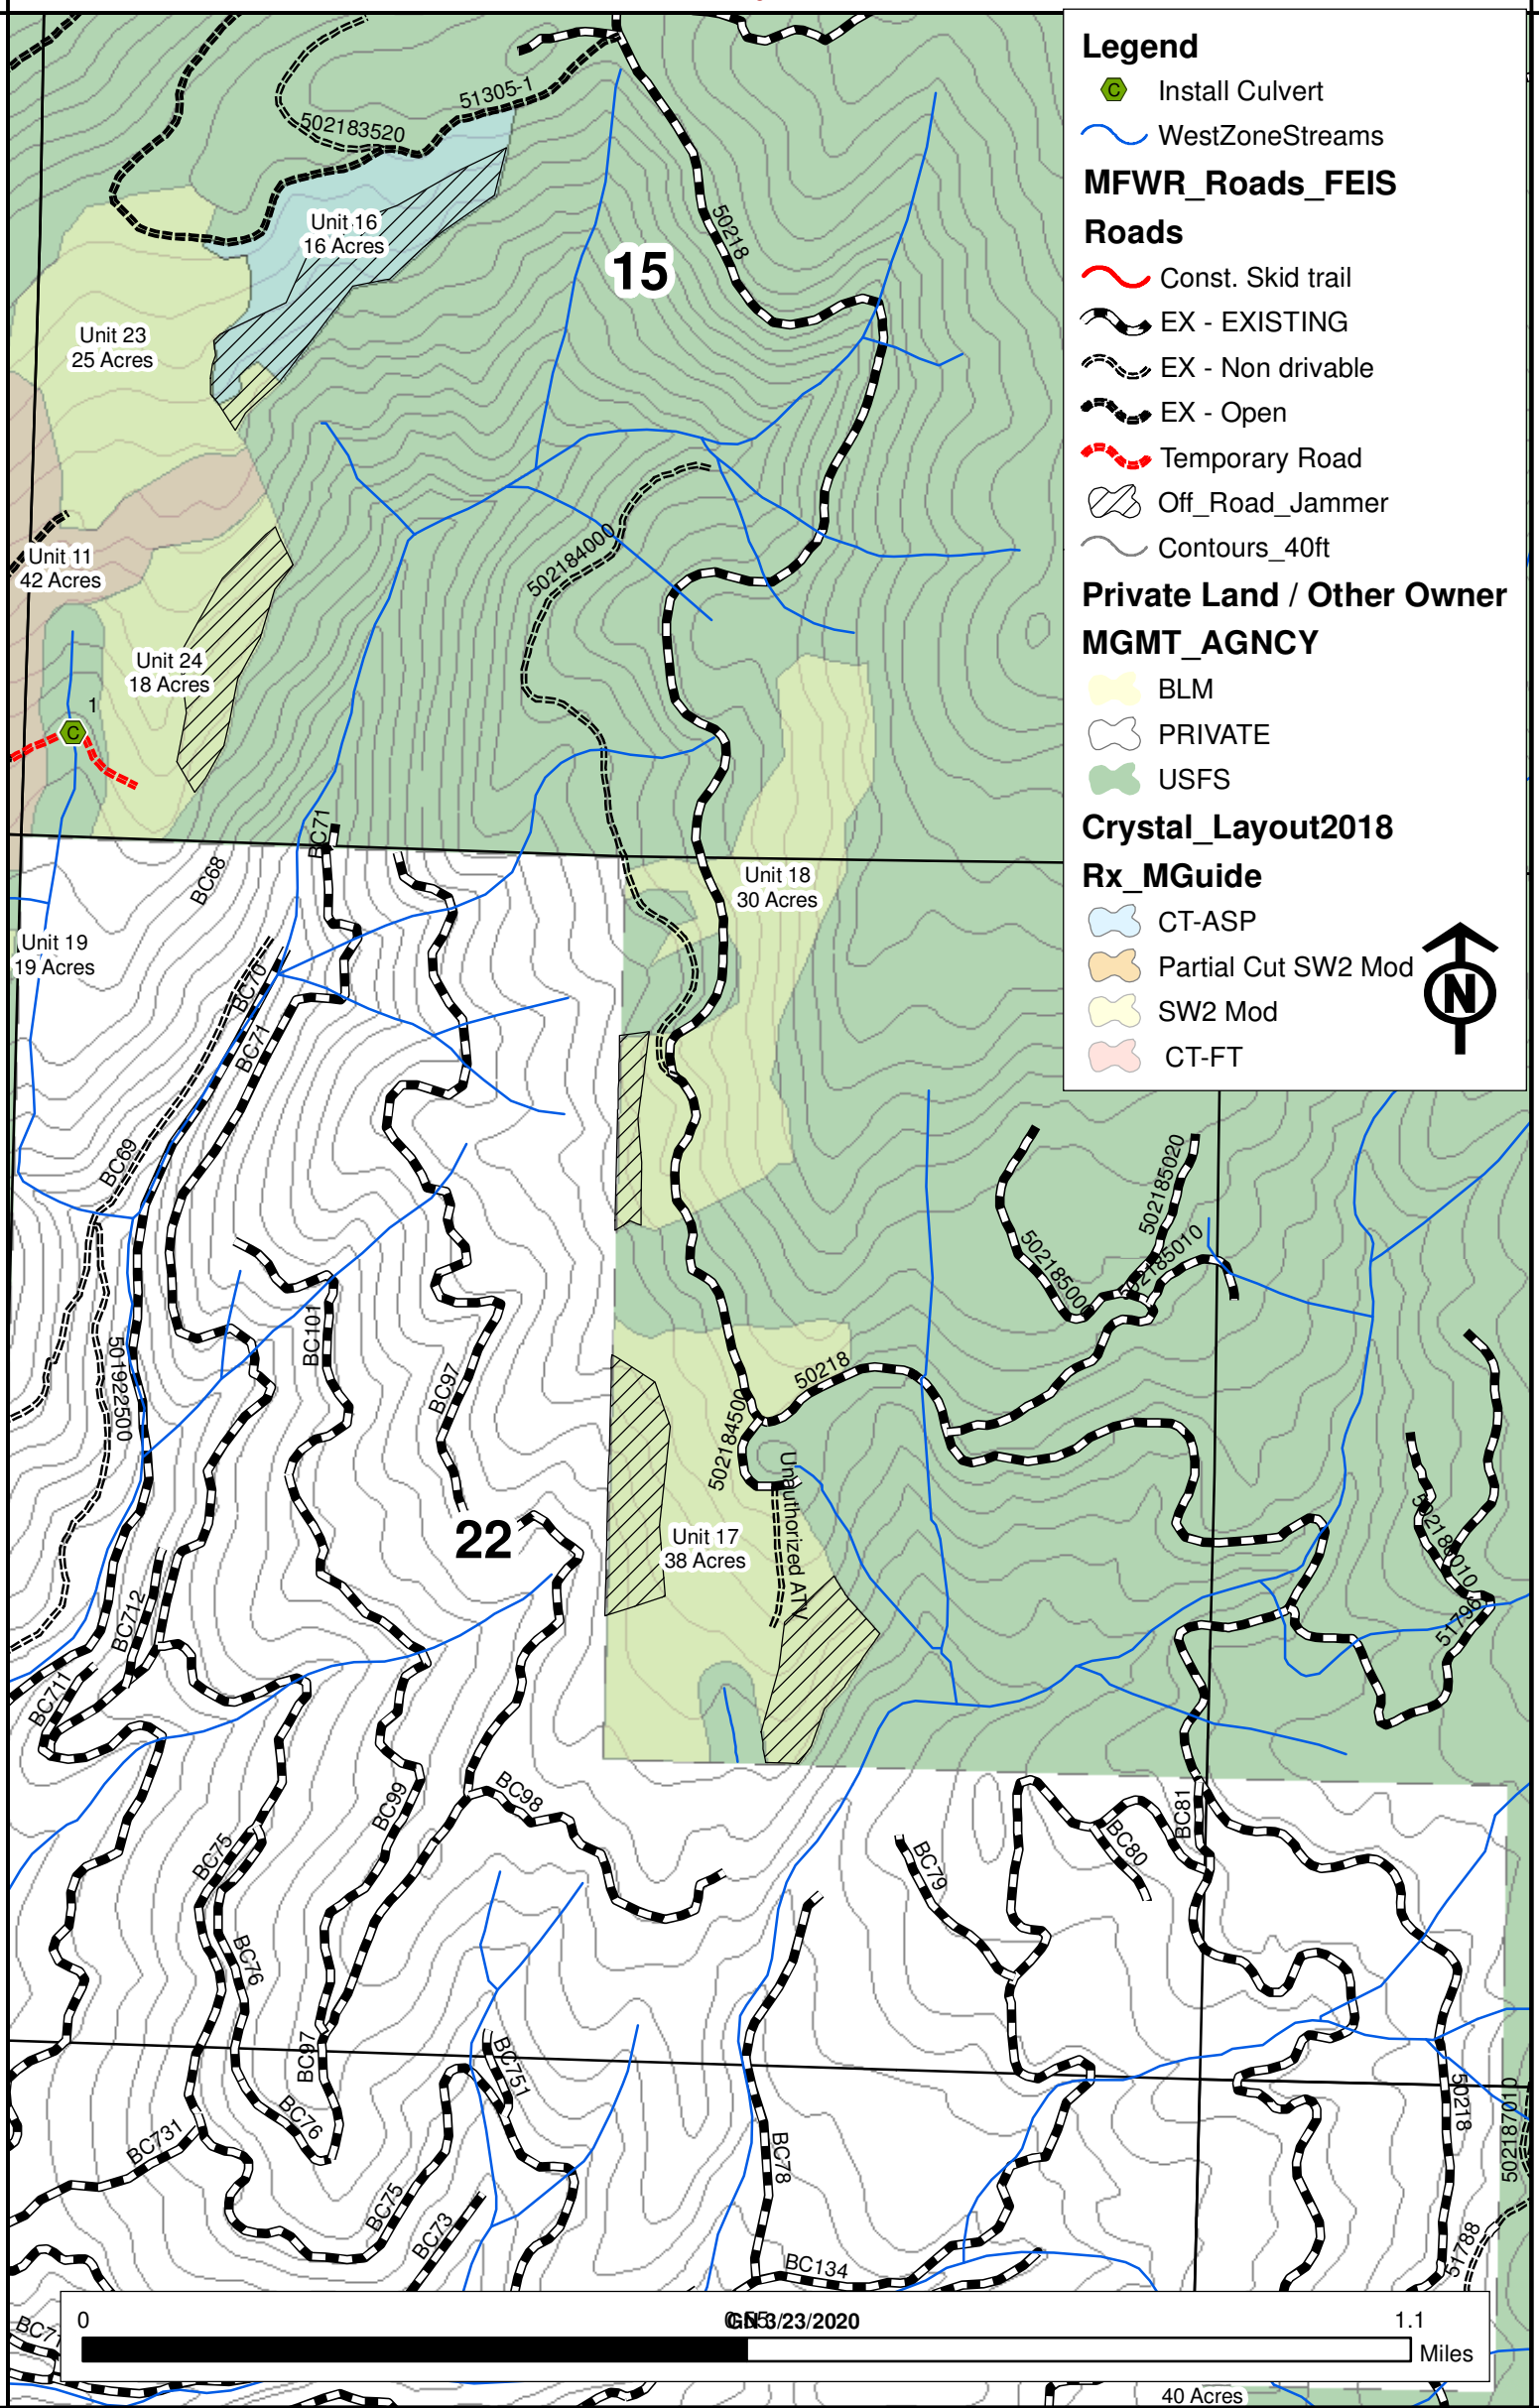 Legend
Install Culvert
WestZoneStreams
MFWR_Roads_FEIS
Roads
Const. Skid trail
EX - EXISTING
EX - Non drivable
EX - Open
Temporary Road
Off_Road_Jammer
Contours_40ft
Private Land / Other Owner
MGMT_AGNCY
BLM
PRIVATE
USFS
Crystal_Layout2018
Rx_MGuide
CT-ASP
Partial Cut SW2 Mod
SW2 Mod
CT-FT
C
N
51305-1
502183520
Unit 16
16 Acres
50218
15
Unit 23
25 Acres
Unit 11
42 Acres
502184000
Unit 24
18 Acres
1
C
BC71
BC68
Unit 18
30 Acres
Unit 19
19 Acres
BC70
BC71
BC69
502185020
502185010
502185000
BC101
501922500
BC97
50218
502184500
Unauthorized ATV
22
Unit 17
38 Acres
502186010
51796
BC712
BC711
BC98
BC99
BC81
BC80
BC79
BC75
BC76
BC97
BC751
BC76
BC731
BC78
50218
502187010
BC75
BC73
51788
BC134
0
GN 3/23/2020
1.1
Miles
40 Acres